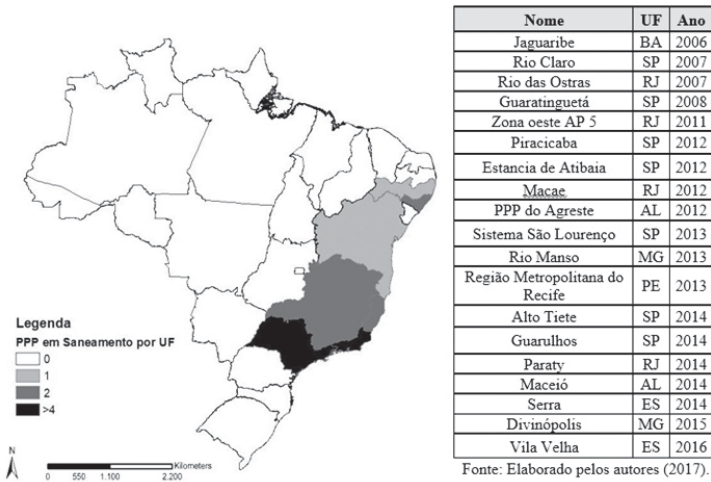 Legenda
PPP em Saneamento por UF
0
1
2
>4
N
Kilometers
0 550 1.100 2.200
Nome UF Ano
Jaguaribe BA 2006
Rio Claro SP 2007
Rio das Ostras RJ 2007
Guaratinguetá SP 2008
Zona oeste AP 5 RJ 2011
Piracicaba SP 2012
Estancia de Atibaia SP 2012
Macae RJ 2012
PPP do Agreste AL 2012
Sistema São Lourenço SP 2013
Rio Manso MG 2013
Região Metropolitana do
Recife PE 2013
Alto Tiete SP 2014
Guarulhos SP 2014
Paraty RJ 2014
Maceió AL 2014
Serra ES 2014
Divinópolis MG 2015
Vila Velha ES 2016
Fonte: Elaborado pelos autores (2017).